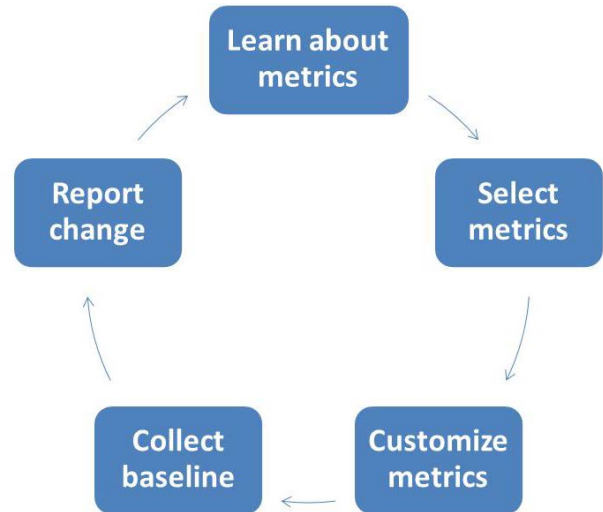 Learn about
metrics
Select
metrics
Customize
metrics
Collect
baseline
Report
change